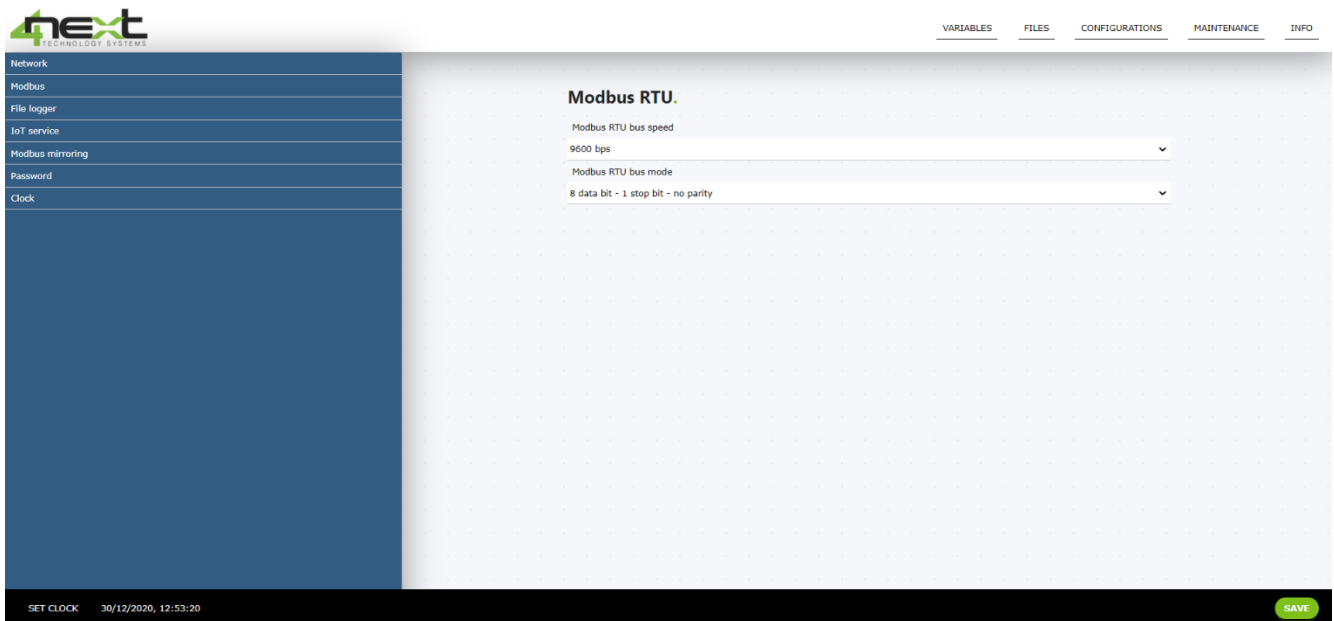 4next
TECHNOLOGY SYSTEMS
VARIABLES FILES CONFIGURATIONS MAINTENANCE INFO
Network
Modbus
File logger
IoT service
Modbus mirroring
Password
Clock
Modbus RTU.
Modbus RTU bus speed
9600 bps
Modbus RTU bus mode
8 data bit - 1 stop bit - no parity
SET CLOCK 30/12/2020, 12:53:20
SAVE